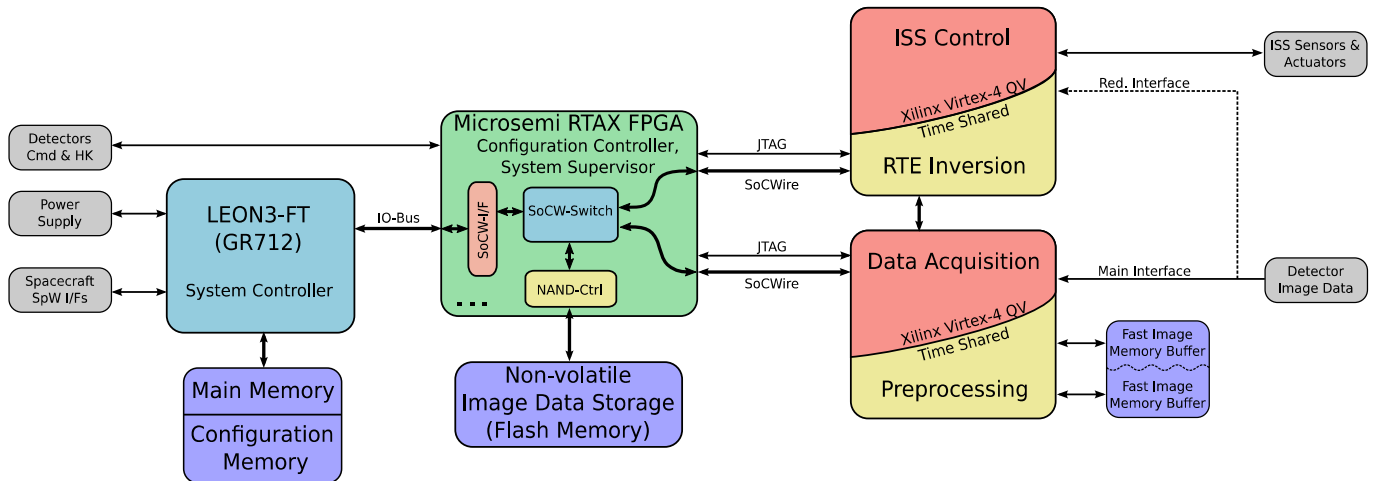 Detectors
Cmd & HK
Power
Supply
Spacecraft
SpW I/Fs
LEON3-FT
(GR712)
System Controller
Main Memory
Configuration
Memory
IO-Bus
Microsemi RTAX FPGA
Configuration Controller,
System Supervisor
SoCW-I/F
SoCW-Switch
NAND-Ctrl
...
Non-volatile
Image Data Storage
(Flash Memory)
JTAG
SoCWire
JTAG
SoCWire
ISS Control
Xilinx Virtex-4 QV
Time Shared
RTE Inversion
Data Acquisition
Xilinx Virtex-4 QV
Time Shared
Preprocessing
ISS Sensors &
Actuators
Red. Interface
Main Interface
Detector
Image Data
Fast Image
Memory Buffer
Fast Image
Memory Buffer